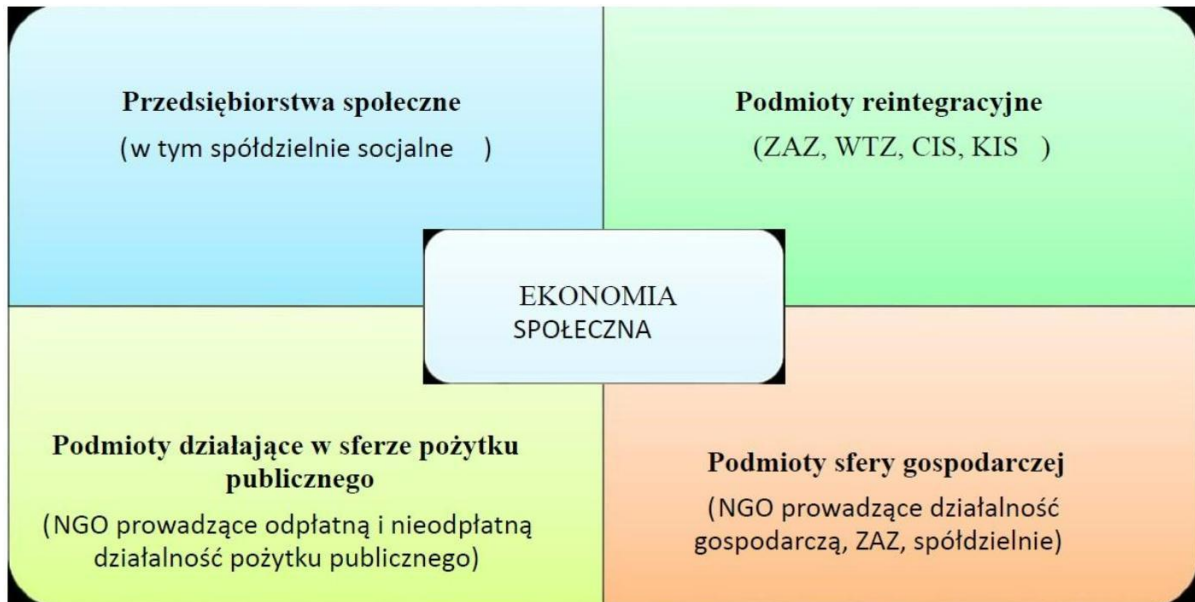 Przedsiębiorstwa społeczne
(w tym spółdzielnie socjalne )
Podmioty reintegracyjne
(ZAZ, WTZ, CIS, KIS )
EKONOMIA
SPOŁECZNA
Podmioty działające w sferze pożytku
publicznego
(NGO prowadzące odpłatną i nieodpłatną
działalność pożytku publicznego)
Podmioty sfery gospodarczej
(NGO prowadzące działalność
gospodarczą, ZAZ, spółdzielnie)